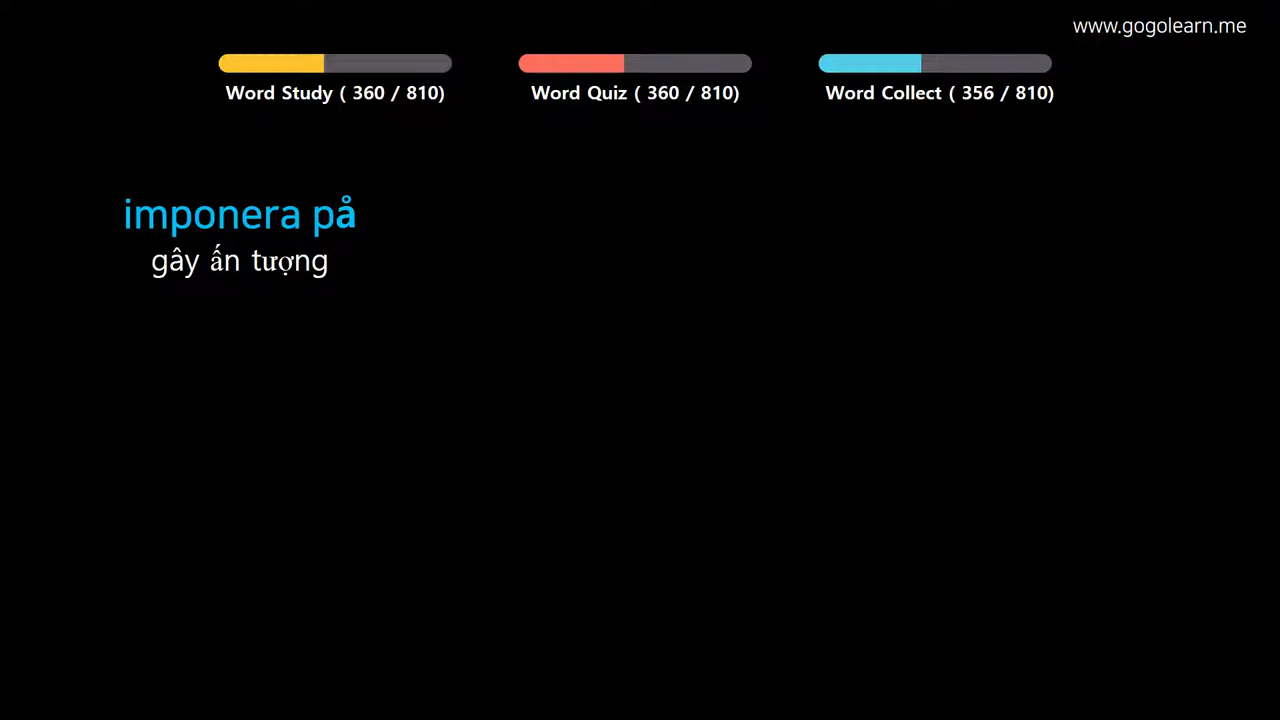 www.gogolearn.me
Word Study ( 360 / 810)
Word Quiz ( 360 / 810)
Word Collect ( 356 / 810)
imponera på
gây ấn tượng